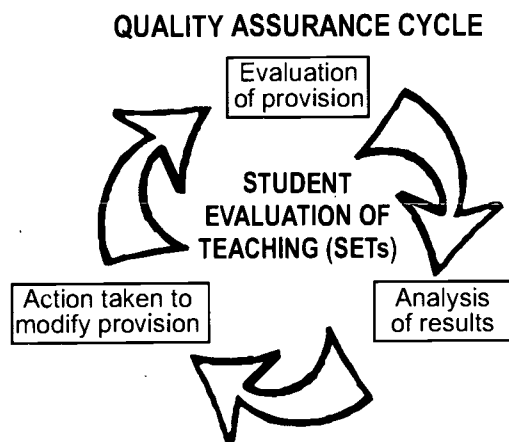 QUALITY ASSURANCE CYCLE
Evaluation
of provision
STUDENT
EVALUATION OF
TEACHING (SETs)
Action taken to
modify provision
Analysis
of results